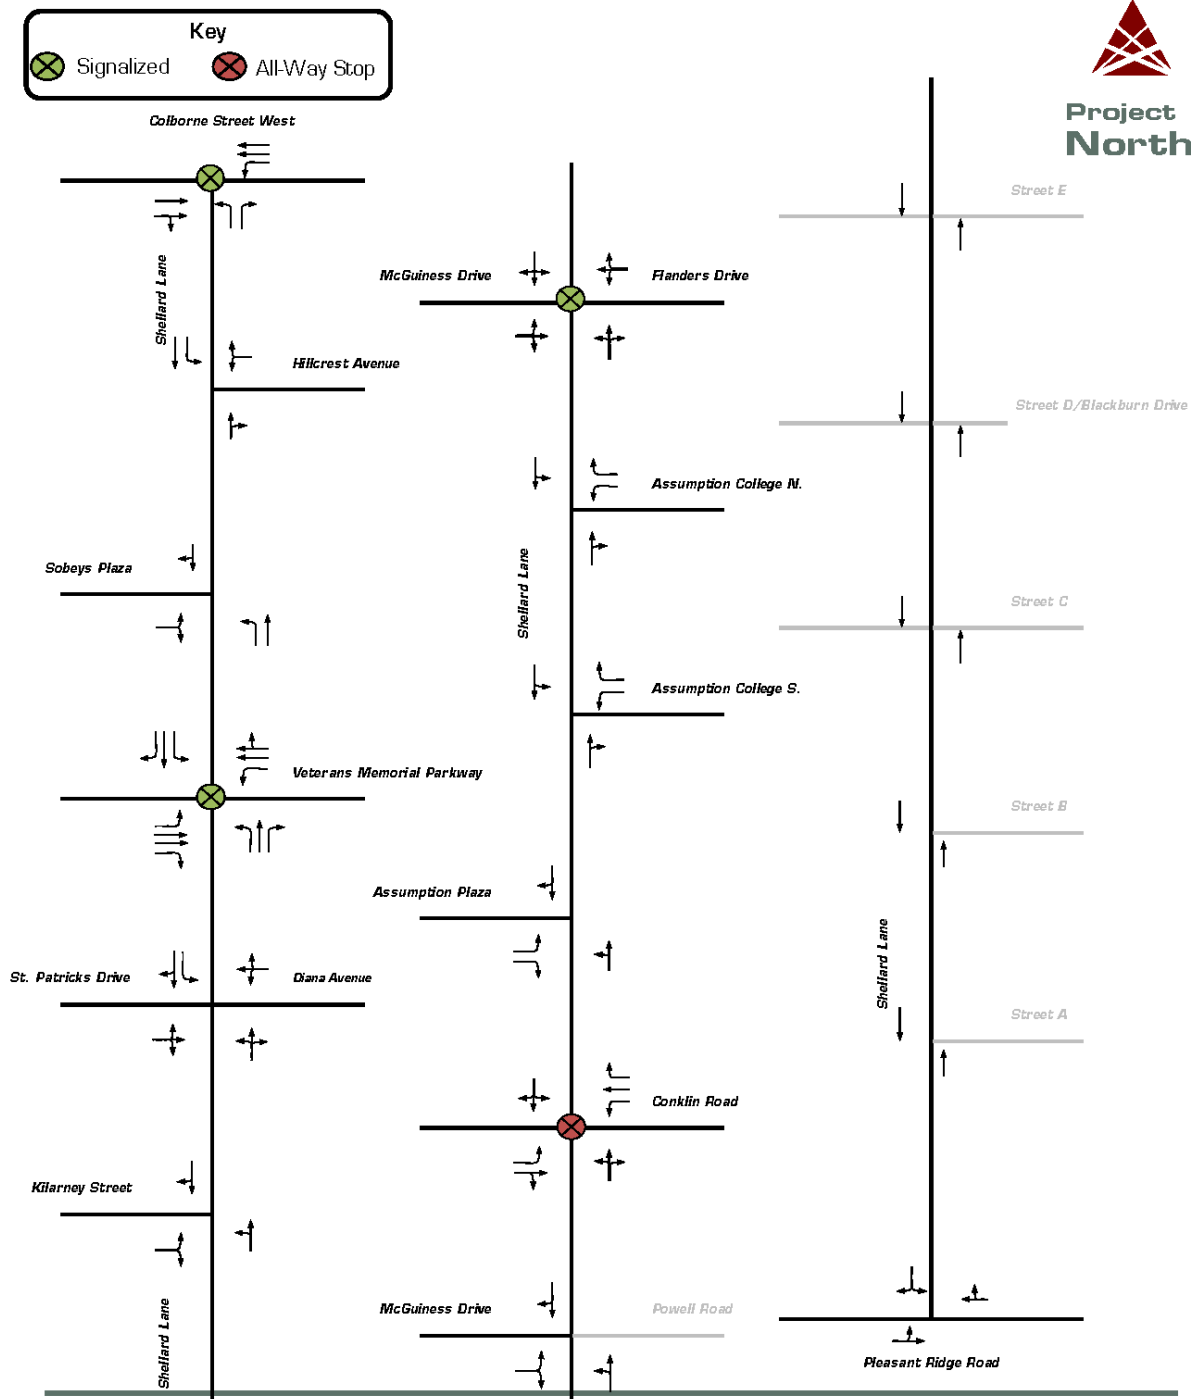 Key
Signalized
All-Way Stop
Project
North
Colborne Street West
Shellard Lane
Hillcrest Avenue
Sobeys Plaza
Veterans Memorial Parkway
St. Patricks Drive
Diana Avenue
Kilarney Street
Shellard Lane
McGuiness Drive
Flanders Drive
Assumption College N.
Shellard Lane
Assumption College S.
Assumption Plaza
Conklin Road
McGuiness Drive
Powell Road
Street E
Street D/Blackburn Drive
Street C
Street B
Shellard Lane
Street A
Pleasant Ridge Road